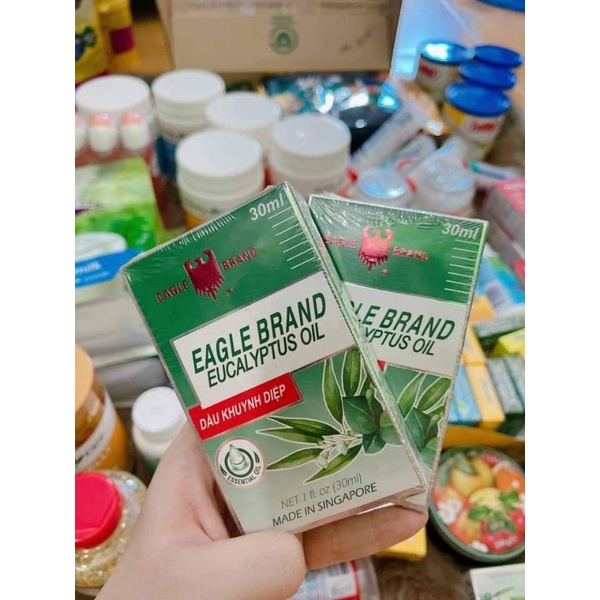 30ml
EAGLE BRAND
EAGLE BRAND
EUCALYPTUS OIL
DẦU KHUYNH DIỆP
ESSENTIAL OIL
NET 1 fl. oz (30ml)
MADE IN SINGAPORE
30ml
EAGLE BRAND
LE BRAND
YPTUS OIL